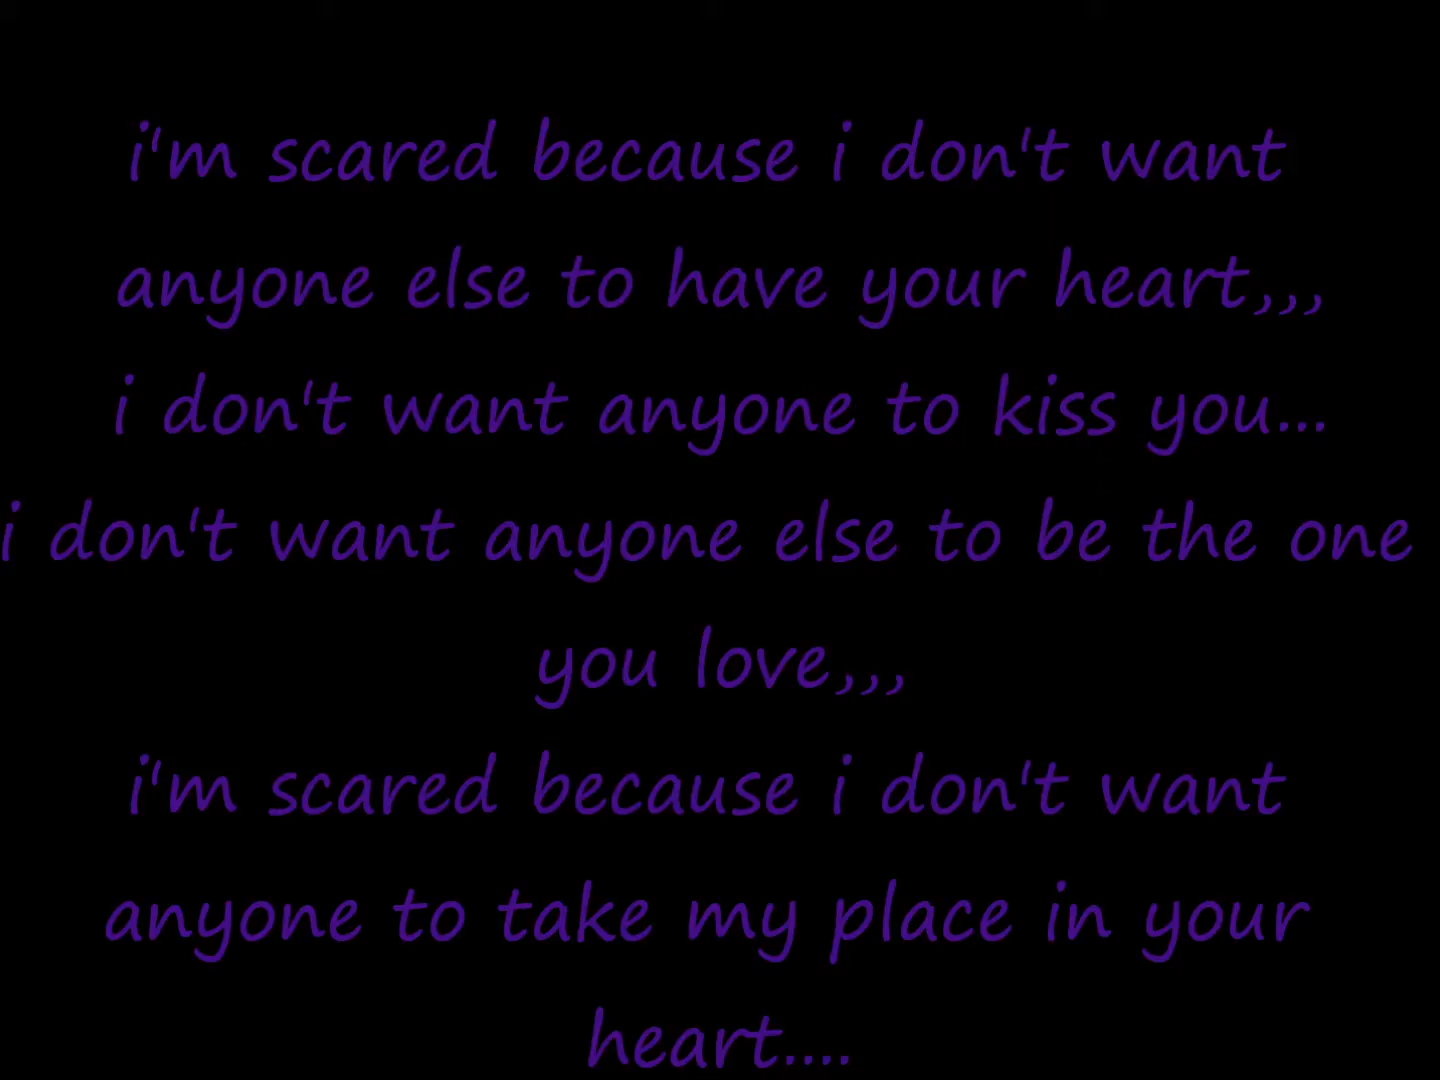 i'm scared because i don't want
anyone else to have your heart,,,
i don't want anyone to kiss you...
i don't want anyone else to be the one
you love,,,
i'm scared because i don't want
anyone to take my place in your
heart....